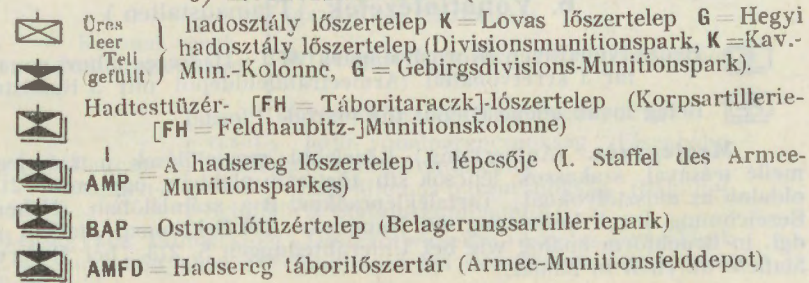 Üres hadosztály lőszertelep K = Lovas lőszertelep G = Hegyi
leer hadosztály lőszertelep (Divisionsmunitionspark, K = Kav.-
Teli
(gefüllt) Mun.-Kolonne, G = Gebirgsdivisions-Munitionspark).
Hadtesttüzér- [FH = Táboritaraczk]-lőszertelep (Korpsartillerie-
[FH = Feldhaubitz-]Munitionskolonne)
I
AMP = A hadsereg lőszertelep I. lépcsője (I. Staffel des Armee-
Munitionsparkes)
BAP = Ostromlótüzértelep (Belagerungsartilleriepark)
AMFD = Hadsereg táborilőszertár (Armee-Munitionsfelddepot)